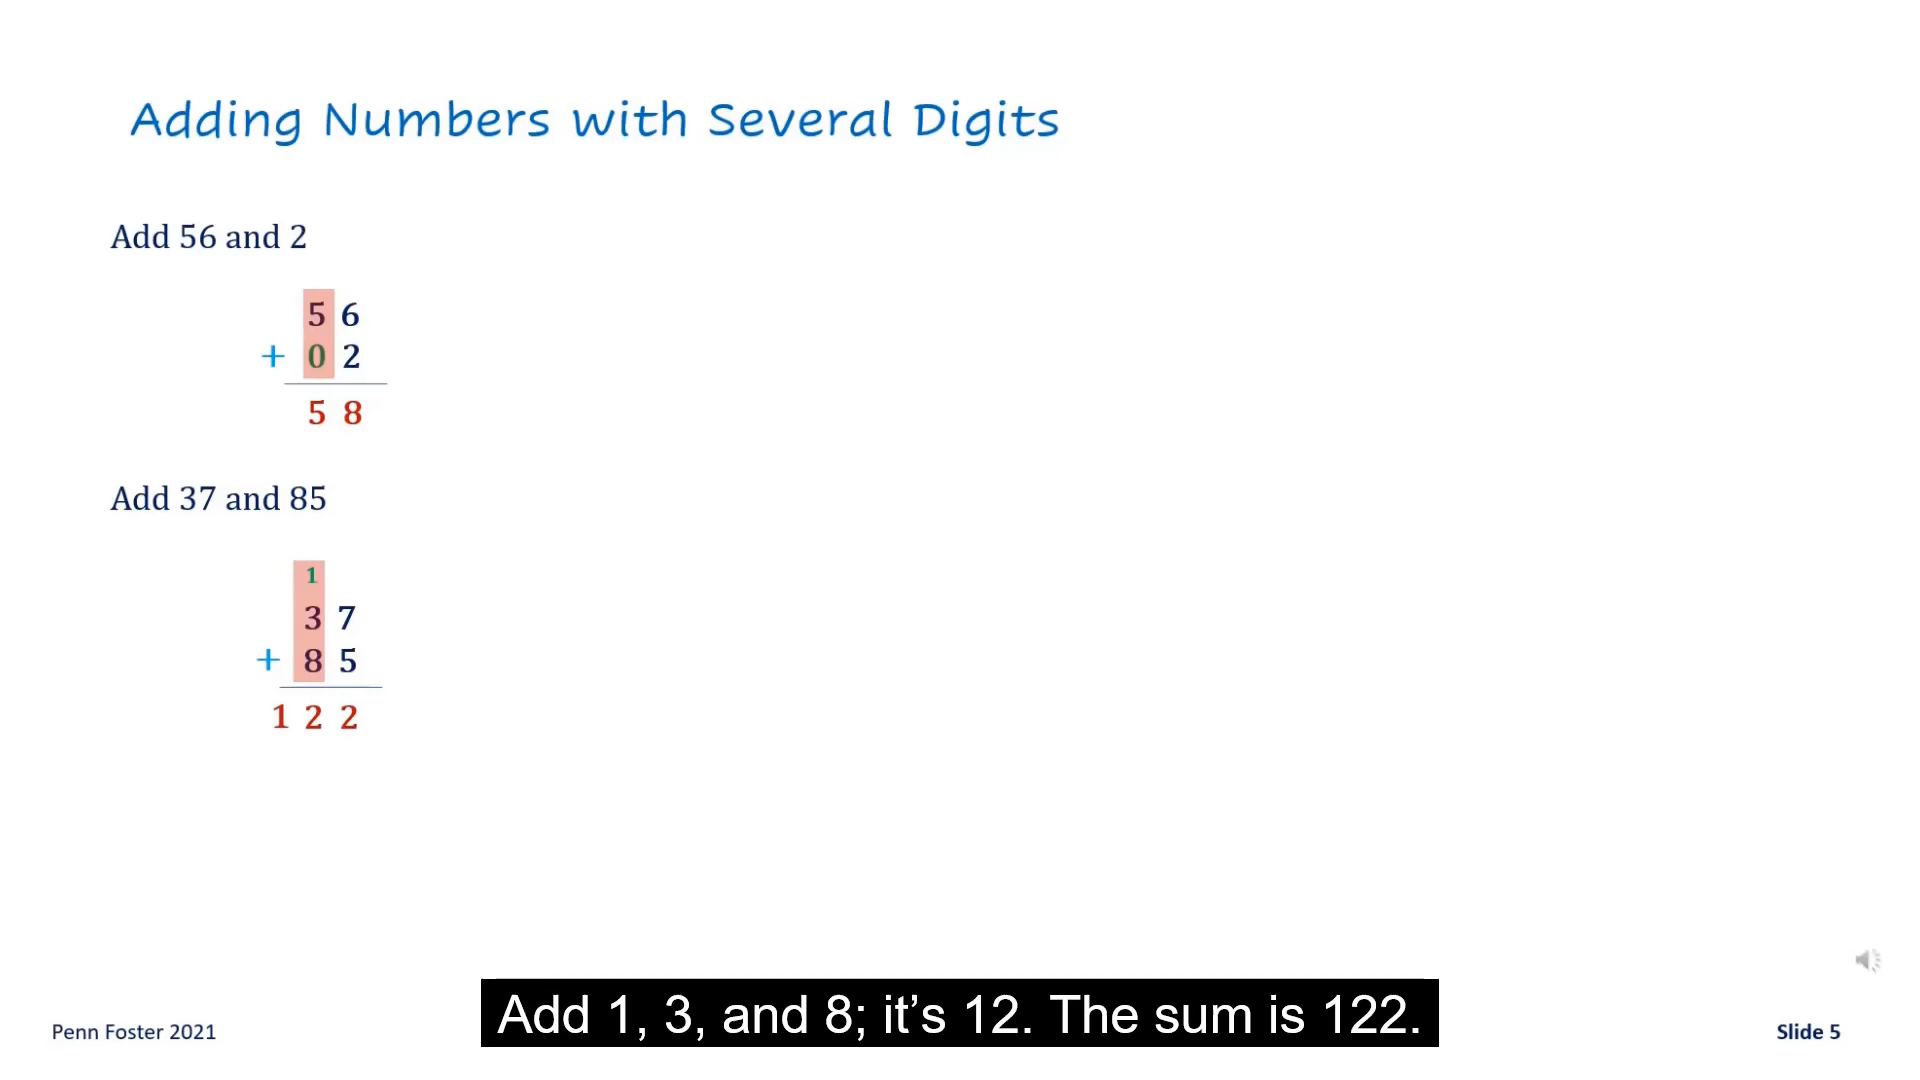 Adding Numbers with Several Digits
Add 56 and 2
5 6
+ 0 2
5 8
Add 37 and 85
1
3 7
+ 8 5
1 2 2
Add 1, 3, and 8; it’s 12. The sum is 122.
Penn Foster 2021
Slide 5